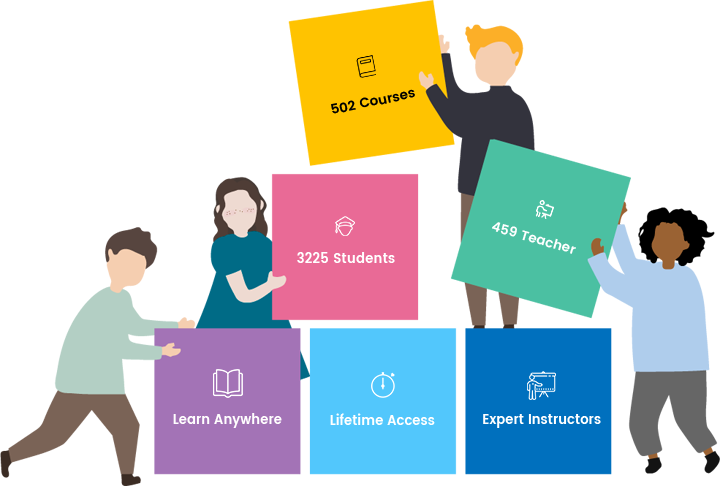 502 Courses
3225 Students
459 Teacher
Learn Anywhere
Lifetime Access
Expert Instructors